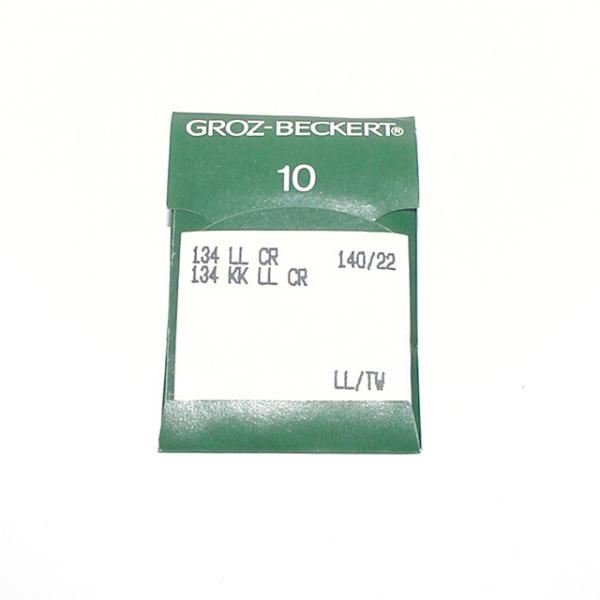 GROZ-BECKERT®
10
134 LL CR 140/22
134 KK LL CR
LL/TW